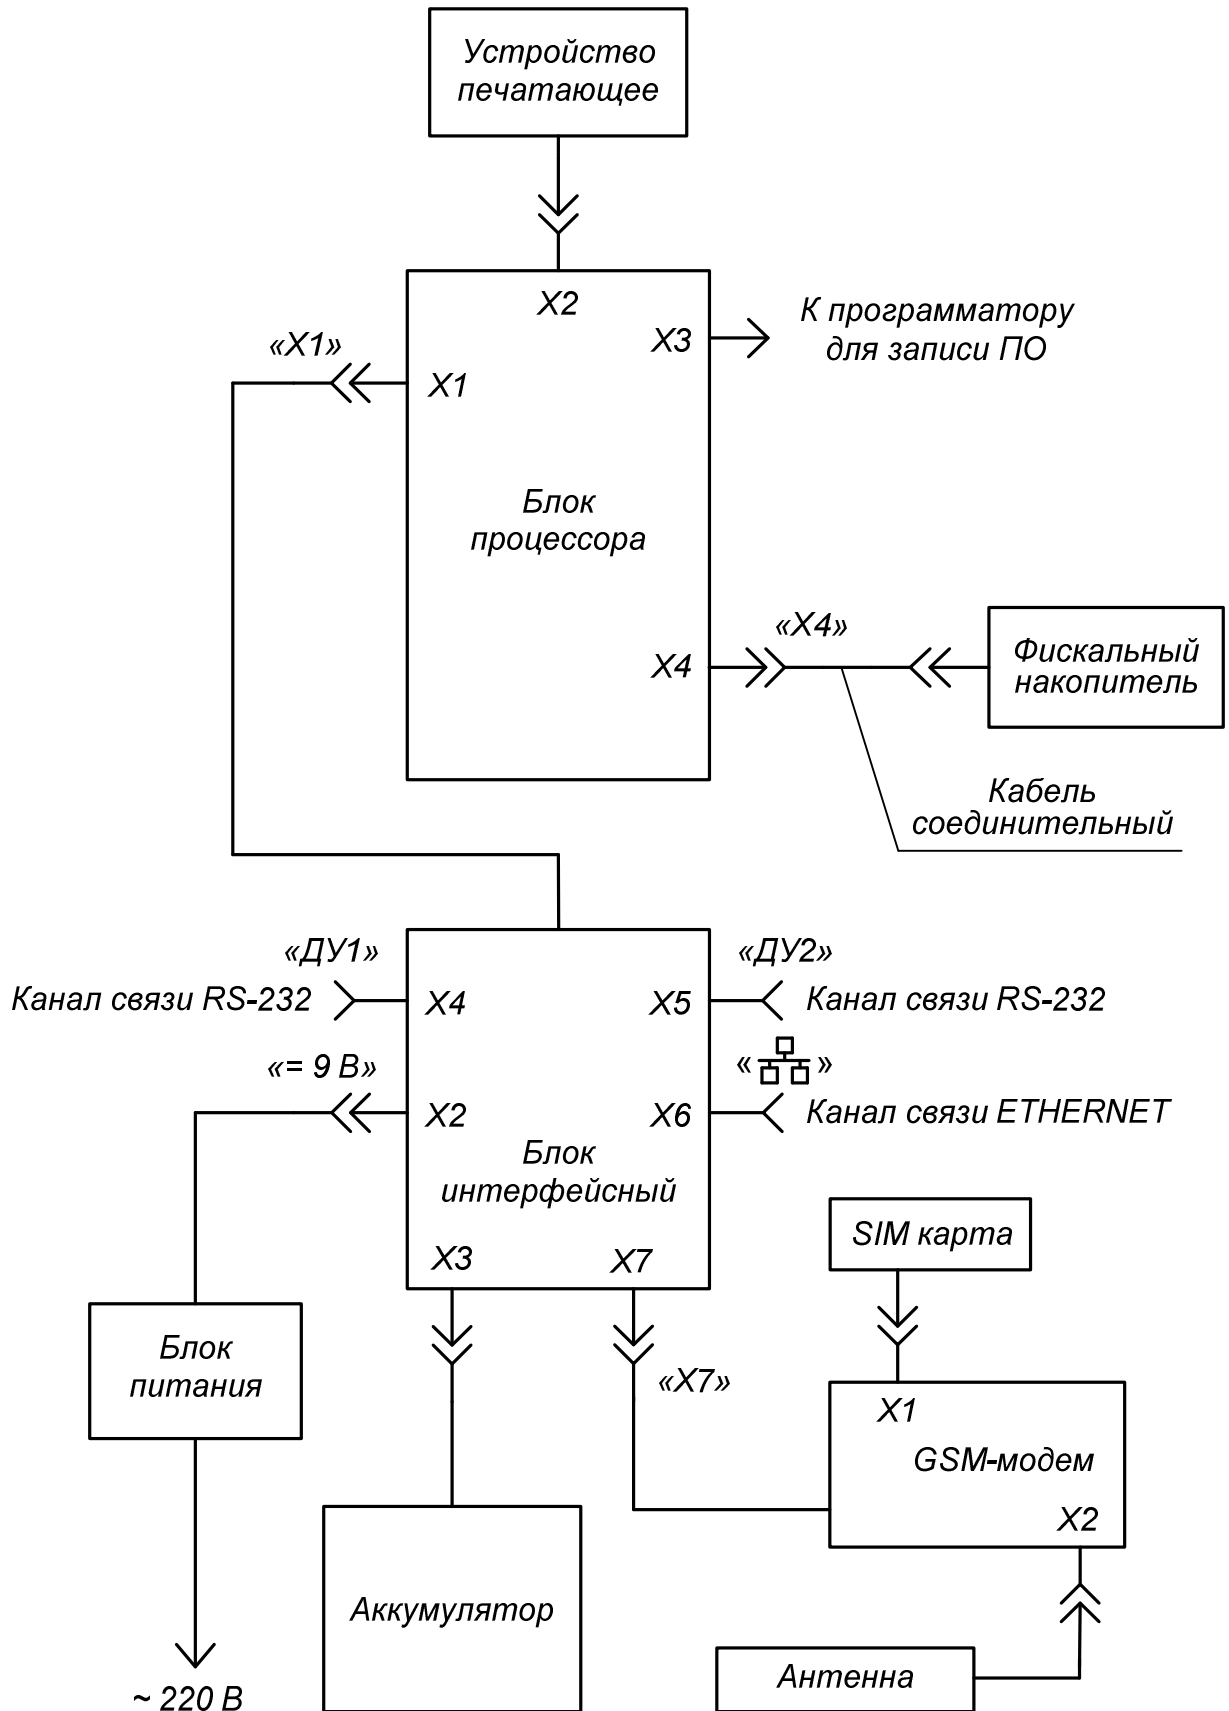 Устройство
печатающее
X2
X3
К программатору
для записи ПО
«X1»
X1
Блок
процессора
«X4»
X4
Фискальный
накопитель
Кабель
соединительный
«ДУ1»
Канал связи RS-232
X4
«ДУ2»
X5
Канал связи RS-232
«= 9 В»
X2
« »
X6
Канал связи ETHERNET
Блок
интерфейсный
X3
X7
SIM карта
Блок
питания
«X7»
X1
GSM-модем
X2
Аккумулятор
Антенна
~ 220 В